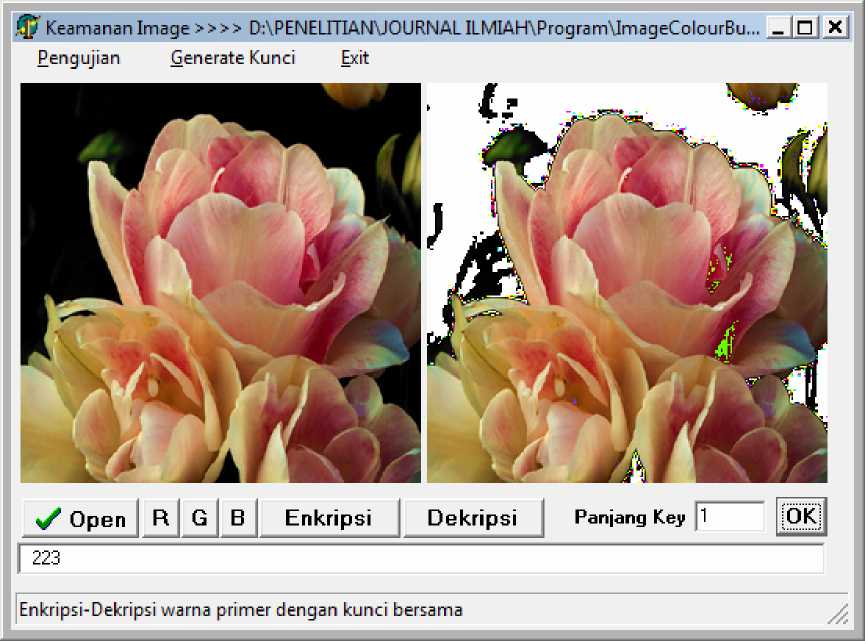 Keamanan Image >>>> D:\PENELITIAN\JOURNAL ILMIAH\Program\ImageColourBu...
Pengujian Generate Kunci Exit
Open R G B Enkripsi Dekripsi Panjang Key 1 OK
223
Enkripsi-Dekripsi warna primer dengan kunci bersama